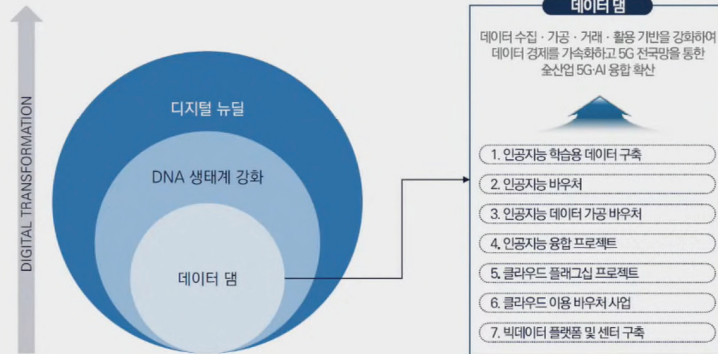 DIGITAL TRANSFORMATION
디지털 뉴딜
DNA 생태계 강화
데이터 댐
데이터 댐
데이터 수집 · 가공 · 거래 · 활용 기반을 강화하여
데이터 경제를 가속화하고 5G 전국망을 통한
全산업 5G·AI 융합 확산
1. 인공지능 학습용 데이터 구축
2. 인공지능 바우처
3. 인공지능 데이터 가공 바우처
4. 인공지능 융합 프로젝트
5. 클라우드 플래그십 프로젝트
6. 클라우드 이용 바우처 사업
7. 빅데이터 플랫폼 및 센터 구축